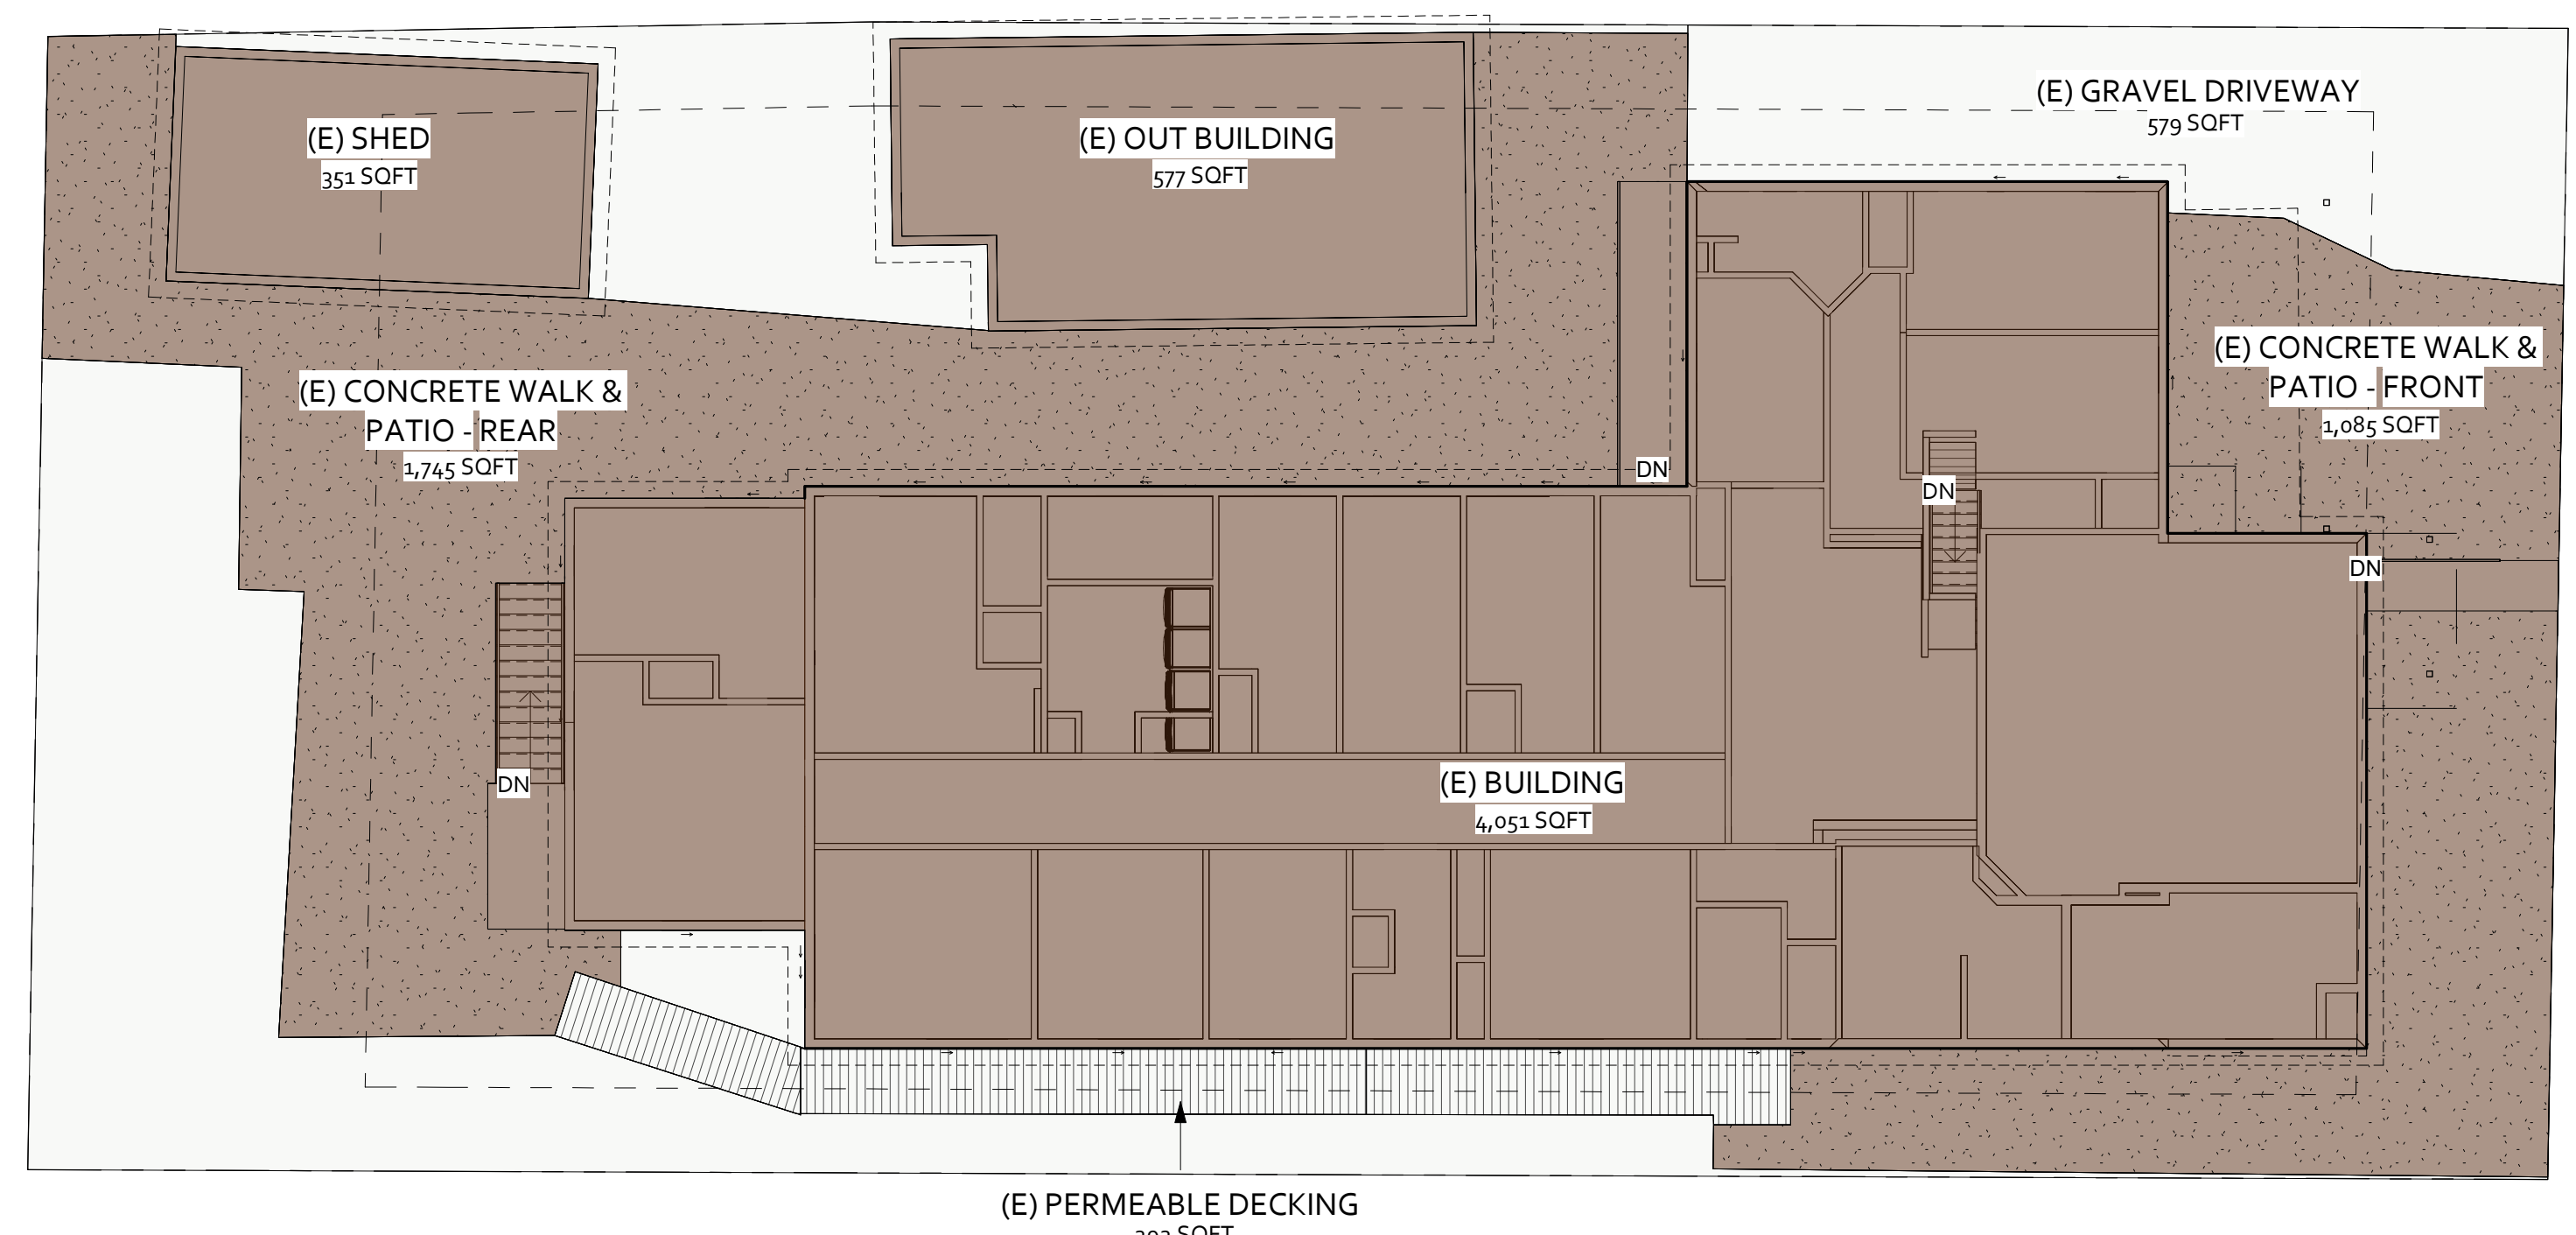 (E) GRAVEL DRIVEWAY
579 SQFT
(E) SHED
351 SQFT
(E) OUT BUILDING
577 SQFT
(E) CONCRETE WALK &
PATIO - REAR
1,745 SQFT
(E) CONCRETE WALK &
PATIO - FRONT
1,085 SQFT
DN
DN
DN
DN
(E) BUILDING
4,051 SQFT
(E) PERMEABLE DECKING
SQFT